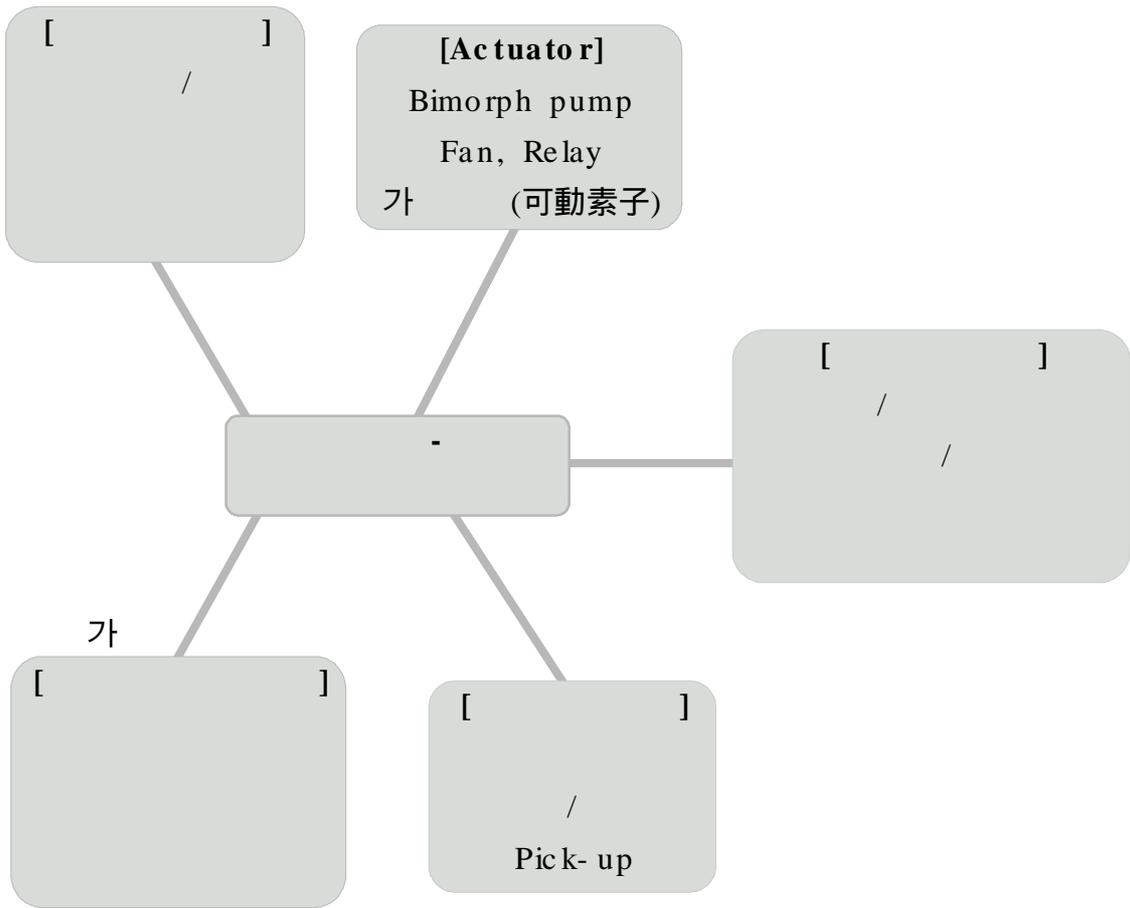 [ ]
/
[Actuator]
Bimorph pump
Fan, Relay
가 (可動素子)
[ ]
/
/
-
가
[ ]
[ ]
/
Pick-up